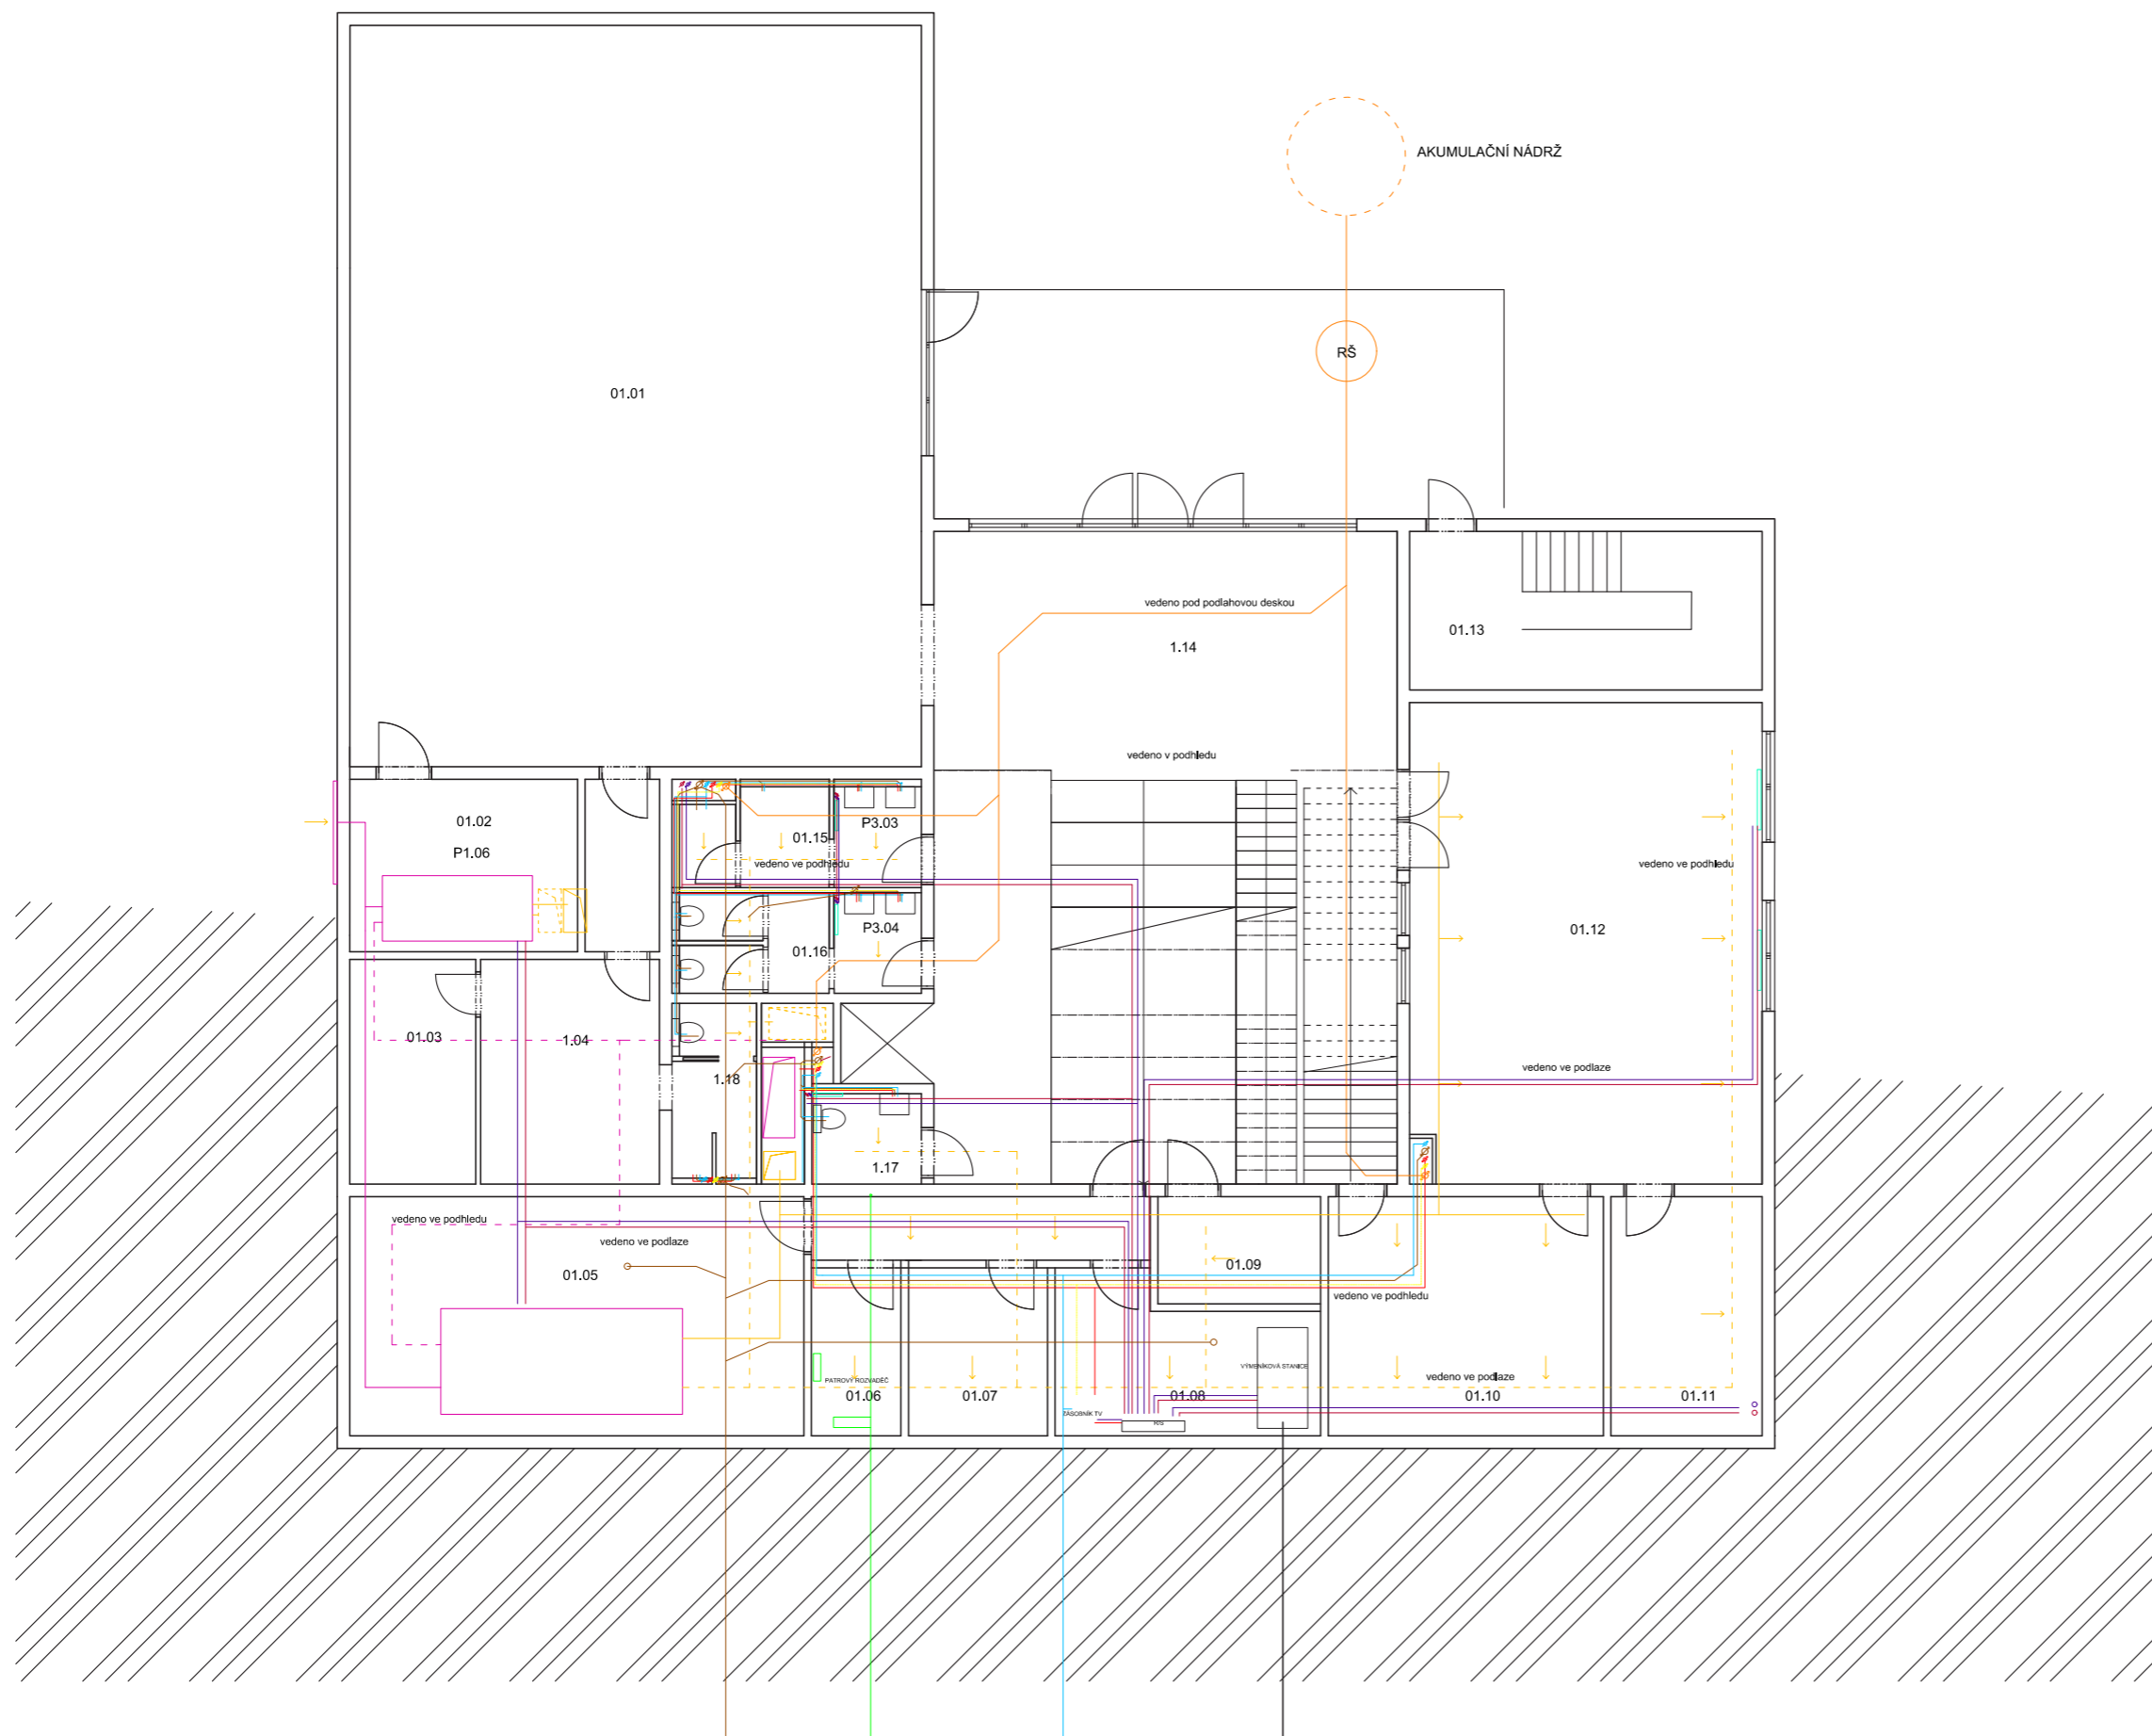 AKUMULAČNÍ NÁDRŽ
RŠ
01.01
vedeno pod podlahovou deskou
01.13
1.14
vedeno v podhledu
01.02
P3.03
01.15
P1.06
vedeno ve podhledu
vedeno ve podhledu
P3.04
01.12
01.16
01.03
1.04
vedeno ve podlaze
1.18
1.17
vedeno ve podhledu
vedeno ve podlaze
01.09
01.05
vedeno ve podhledu
VÝMENÍKOVÁ STANICE
PATROVÝ ROZVADĚČ
vedeno ve podlaze
01.06
01.07
01.08
01.10
01.11
ZÁSOBNÍK TV
R/S